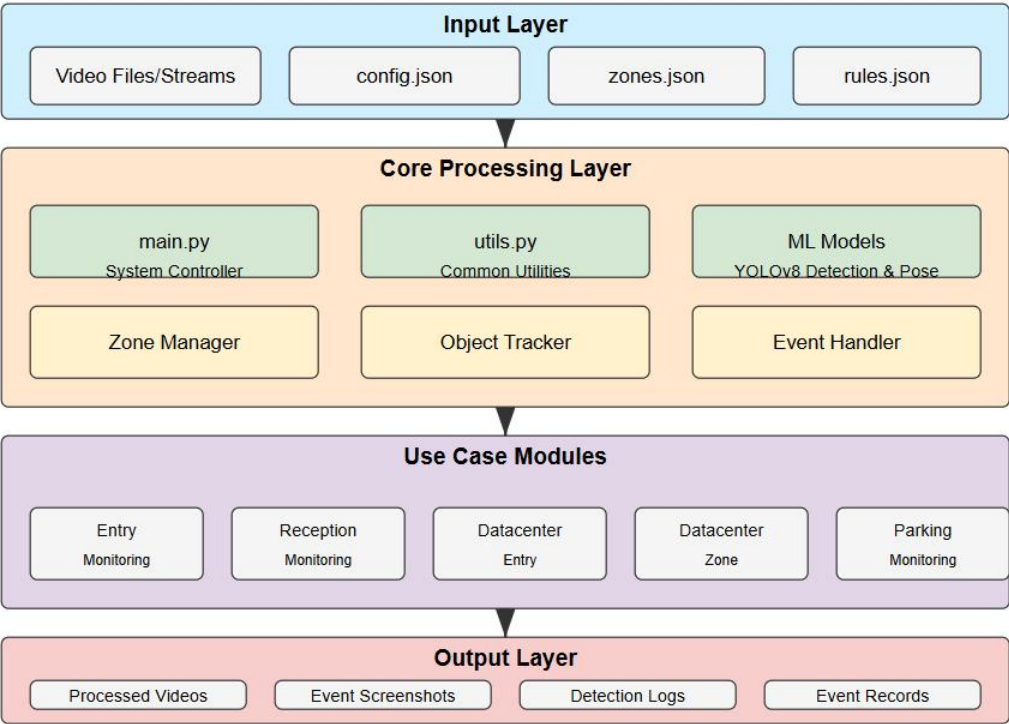 Input Layer
Video Files/Streams
config.json
zones.json
rules.json
Core Processing Layer
main.py
System Controller
utils.py
Common Utilities
ML Models
YOLOv8 Detection & Pose
Zone Manager
Object Tracker
Event Handler
Use Case Modules
Entry
Monitoring
Reception
Monitoring
Datacenter
Entry
Datacenter
Zone
Parking
Monitoring
Output Layer
Processed Videos
Event Screenshots
Detection Logs
Event Records